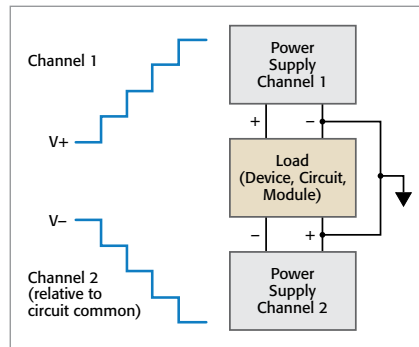 Channel 1
V+
V–
Channel 2
(relative to
circuit common)
Power
Supply
Channel 1
+ –
Load
(Device, Circuit,
Module)
– +
Power
Supply
Channel 2